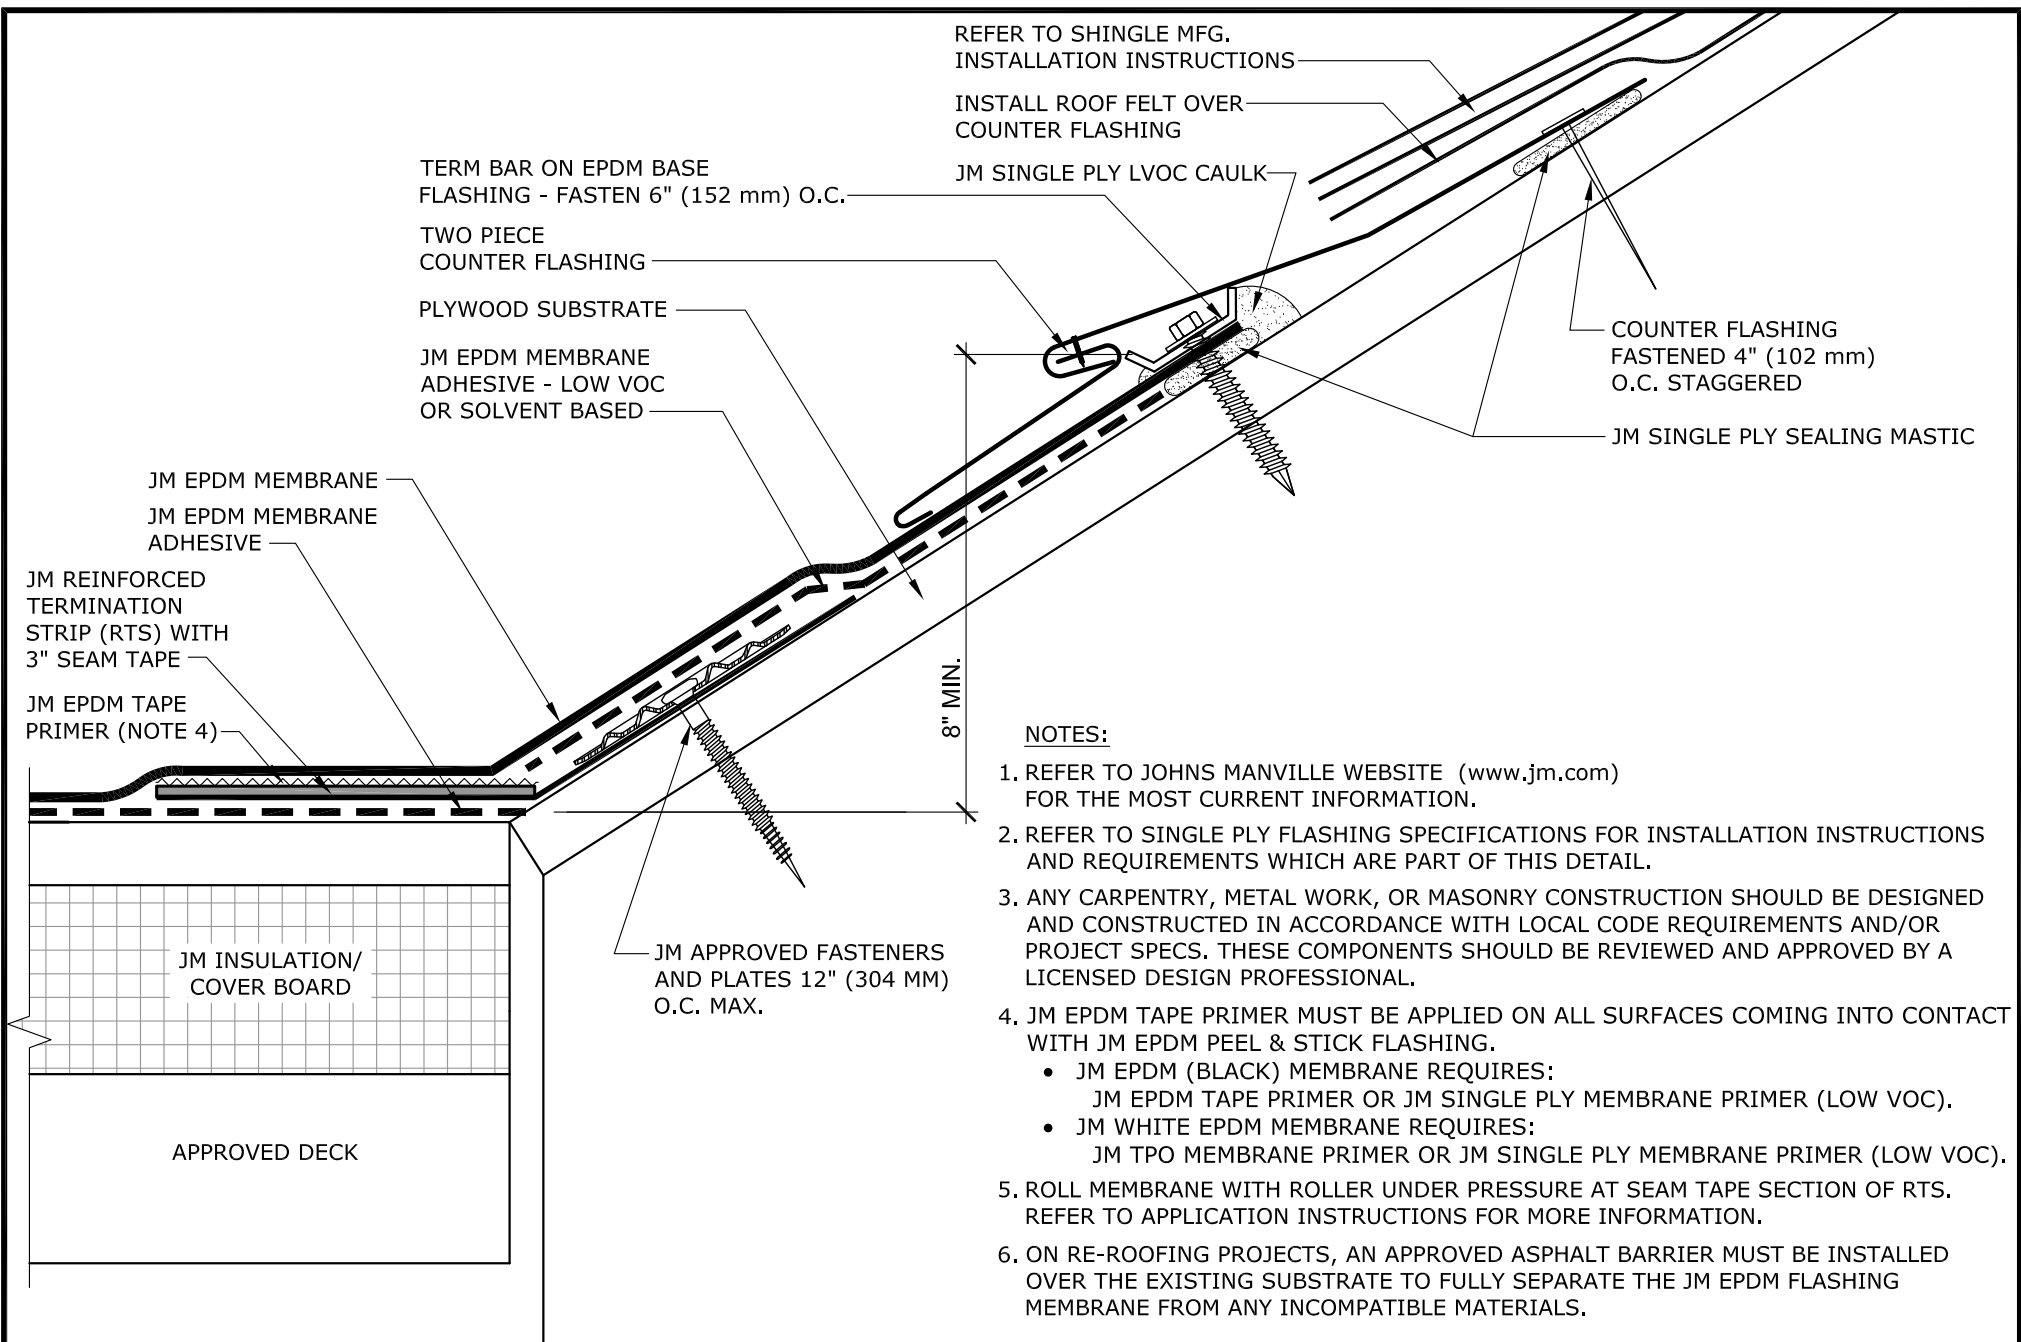 REFER TO SHINGLE MFG.
INSTALLATION INSTRUCTIONS
INSTALL ROOF FELT OVER
COUNTER FLASHING
JM SINGLE PLY LVOC CAULK
TERM BAR ON EPDM BASE
FLASHING - FASTEN 6" (152 mm) O.C.
TWO PIECE
COUNTER FLASHING
PLYWOOD SUBSTRATE
JM EPDM MEMBRANE
ADHESIVE - LOW VOC
OR SOLVENT BASED
JM EPDM MEMBRANE
JM EPDM MEMBRANE
ADHESIVE
JM REINFORCED
TERMINATION
STRIP (RTS) WITH
3" SEAM TAPE
JM EPDM TAPE
PRIMER (NOTE 4)
COUNTER FLASHING
FASTENED 4" (102 mm)
O.C. STAGGERED
JM SINGLE PLY SEALING MASTIC
8" MIN.
JM INSULATION/
COVER BOARD
APPROVED DECK
JM APPROVED FASTENERS
AND PLATES 12" (304 MM)
O.C. MAX.
NOTES:
1. REFER TO JOHNS MANVILLE WEBSITE (www.jm.com)
FOR THE MOST CURRENT INFORMATION.
2. REFER TO SINGLE PLY FLASHING SPECIFICATIONS FOR INSTALLATION INSTRUCTIONS
AND REQUIREMENTS WHICH ARE PART OF THIS DETAIL.
3. ANY CARPENTRY, METAL WORK, OR MASONRY CONSTRUCTION SHOULD BE DESIGNED
AND CONSTRUCTED IN ACCORDANCE WITH LOCAL CODE REQUIREMENTS AND/OR
PROJECT SPECS. THESE COMPONENTS SHOULD BE REVIEWED AND APPROVED BY A
LICENSED DESIGN PROFESSIONAL.
4. JM EPDM TAPE PRIMER MUST BE APPLIED ON ALL SURFACES COMING INTO CONTACT
WITH JM EPDM PEEL & STICK FLASHING.
• JM EPDM (BLACK) MEMBRANE REQUIRES:
JM EPDM TAPE PRIMER OR JM SINGLE PLY MEMBRANE PRIMER (LOW VOC).
• JM WHITE EPDM MEMBRANE REQUIRES:
JM TPO MEMBRANE PRIMER OR JM SINGLE PLY MEMBRANE PRIMER (LOW VOC).
5. ROLL MEMBRANE WITH ROLLER UNDER PRESSURE AT SEAM TAPE SECTION OF RTS.
REFER TO APPLICATION INSTRUCTIONS FOR MORE INFORMATION.
6. ON RE-ROOFING PROJECTS, AN APPROVED ASPHALT BARRIER MUST BE INSTALLED
OVER THE EXISTING SUBSTRATE TO FULLY SEPARATE THE JM EPDM FLASHING
MEMBRANE FROM ANY INCOMPATIBLE MATERIALS.